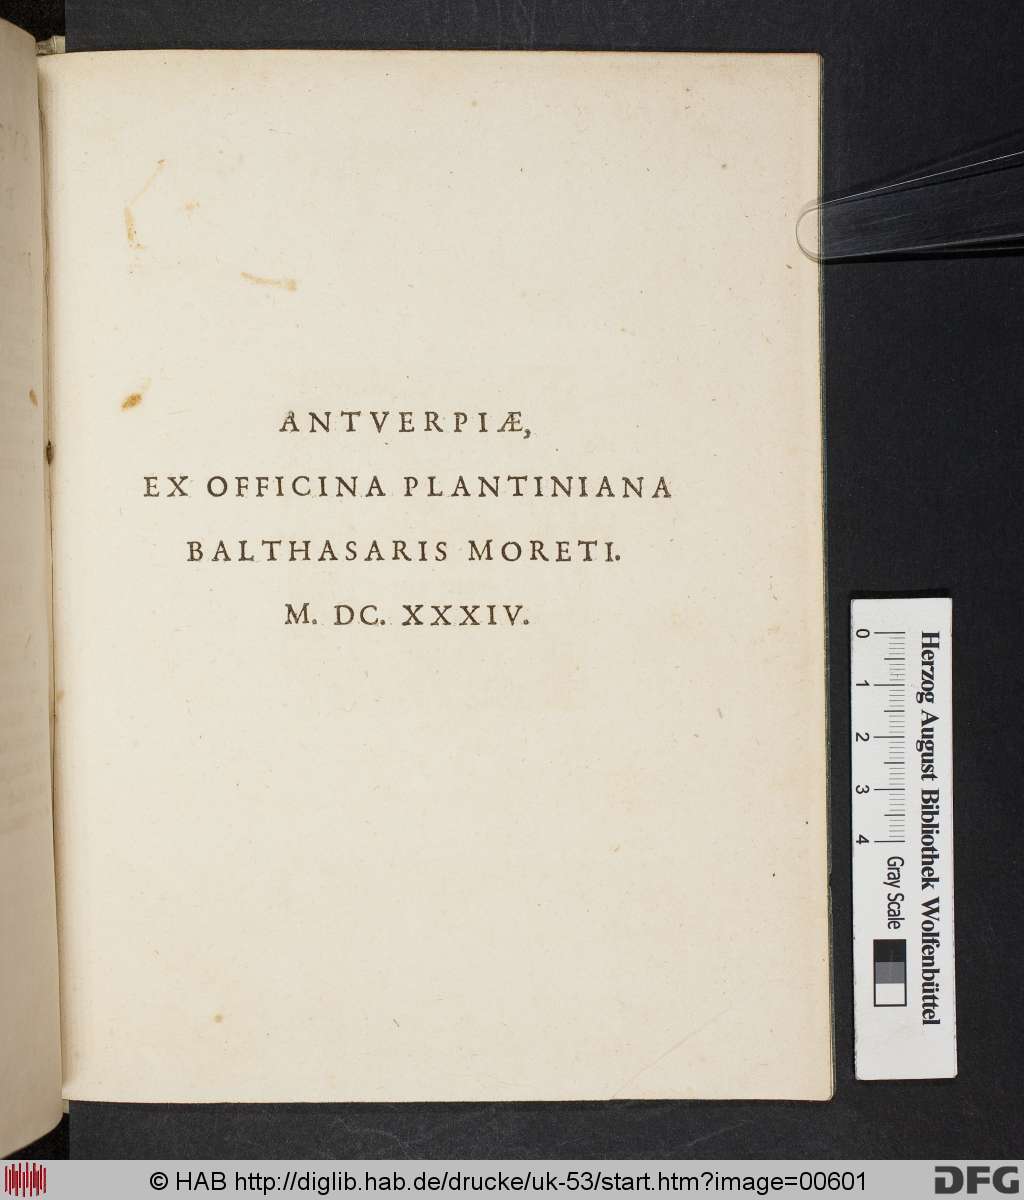 ANTVERPIÆ,
EX OFFICINA PLANTINIANA
BALTHASARIS MORETI.
M. DC. XXXIV.
Herzog August Bibliothek Wolfenbüttel
0 1 2 3 4
Gray Scale
© HAB http://diglib.hab.de/drucke/uk-53/start.htm?image=00601
DFG